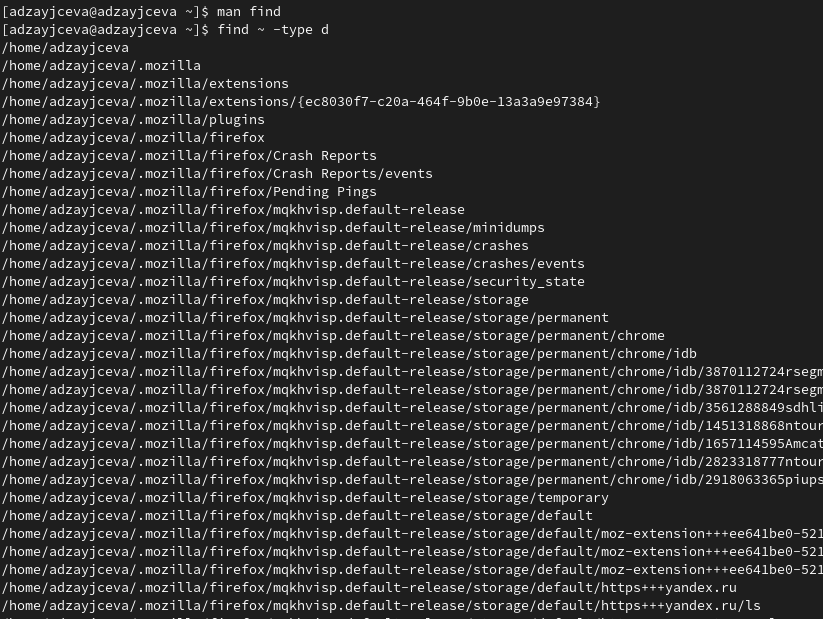 [adzayjceva@adzayjceva ~]$ man find
[adzayjceva@adzayjceva ~]$ find ~ -type d
/home/adzayjceva
/home/adzayjceva/.mozilla
/home/adzayjceva/.mozilla/extensions
/home/adzayjceva/.mozilla/extensions/{ec8030f7-c20a-464f-9b0e-13a3a9e97384}
/home/adzayjceva/.mozilla/plugins
/home/adzayjceva/.mozilla/firefox
/home/adzayjceva/.mozilla/firefox/Crash Reports
/home/adzayjceva/.mozilla/firefox/Crash Reports/events
/home/adzayjceva/.mozilla/firefox/Pending Pings
/home/adzayjceva/.mozilla/firefox/mqkhvisp.default-release
/home/adzayjceva/.mozilla/firefox/mqkhvisp.default-release/minidumps
/home/adzayjceva/.mozilla/firefox/mqkhvisp.default-release/crashes
/home/adzayjceva/.mozilla/firefox/mqkhvisp.default-release/crashes/events
/home/adzayjceva/.mozilla/firefox/mqkhvisp.default-release/security_state
/home/adzayjceva/.mozilla/firefox/mqkhvisp.default-release/storage
/home/adzayjceva/.mozilla/firefox/mqkhvisp.default-release/storage/permanent
/home/adzayjceva/.mozilla/firefox/mqkhvisp.default-release/storage/permanent/chrome
/home/adzayjceva/.mozilla/firefox/mqkhvisp.default-release/storage/permanent/chrome/idb
/home/adzayjceva/.mozilla/firefox/mqkhvisp.default-release/storage/permanent/chrome/idb/3870112724rsegm
/home/adzayjceva/.mozilla/firefox/mqkhvisp.default-release/storage/permanent/chrome/idb/3870112724rsegm
/home/adzayjceva/.mozilla/firefox/mqkhvisp.default-release/storage/permanent/chrome/idb/3561288849sdhli
/home/adzayjceva/.mozilla/firefox/mqkhvisp.default-release/storage/permanent/chrome/idb/1451318868ntour
/home/adzayjceva/.mozilla/firefox/mqkhvisp.default-release/storage/permanent/chrome/idb/1657114595Amcat
/home/adzayjceva/.mozilla/firefox/mqkhvisp.default-release/storage/permanent/chrome/idb/2823318777ntour
/home/adzayjceva/.mozilla/firefox/mqkhvisp.default-release/storage/permanent/chrome/idb/2918063365piups
/home/adzayjceva/.mozilla/firefox/mqkhvisp.default-release/storage/temporary
/home/adzayjceva/.mozilla/firefox/mqkhvisp.default-release/storage/default
/home/adzayjceva/.mozilla/firefox/mqkhvisp.default-release/storage/default/moz-extension+++ee641be0-521
/home/adzayjceva/.mozilla/firefox/mqkhvisp.default-release/storage/default/moz-extension+++ee641be0-521
/home/adzayjceva/.mozilla/firefox/mqkhvisp.default-release/storage/default/moz-extension+++ee641be0-521
/home/adzayjceva/.mozilla/firefox/mqkhvisp.default-release/storage/default/https+++yandex.ru
/home/adzayjceva/.mozilla/firefox/mqkhvisp.default-release/storage/default/https+++yandex.ru/ls